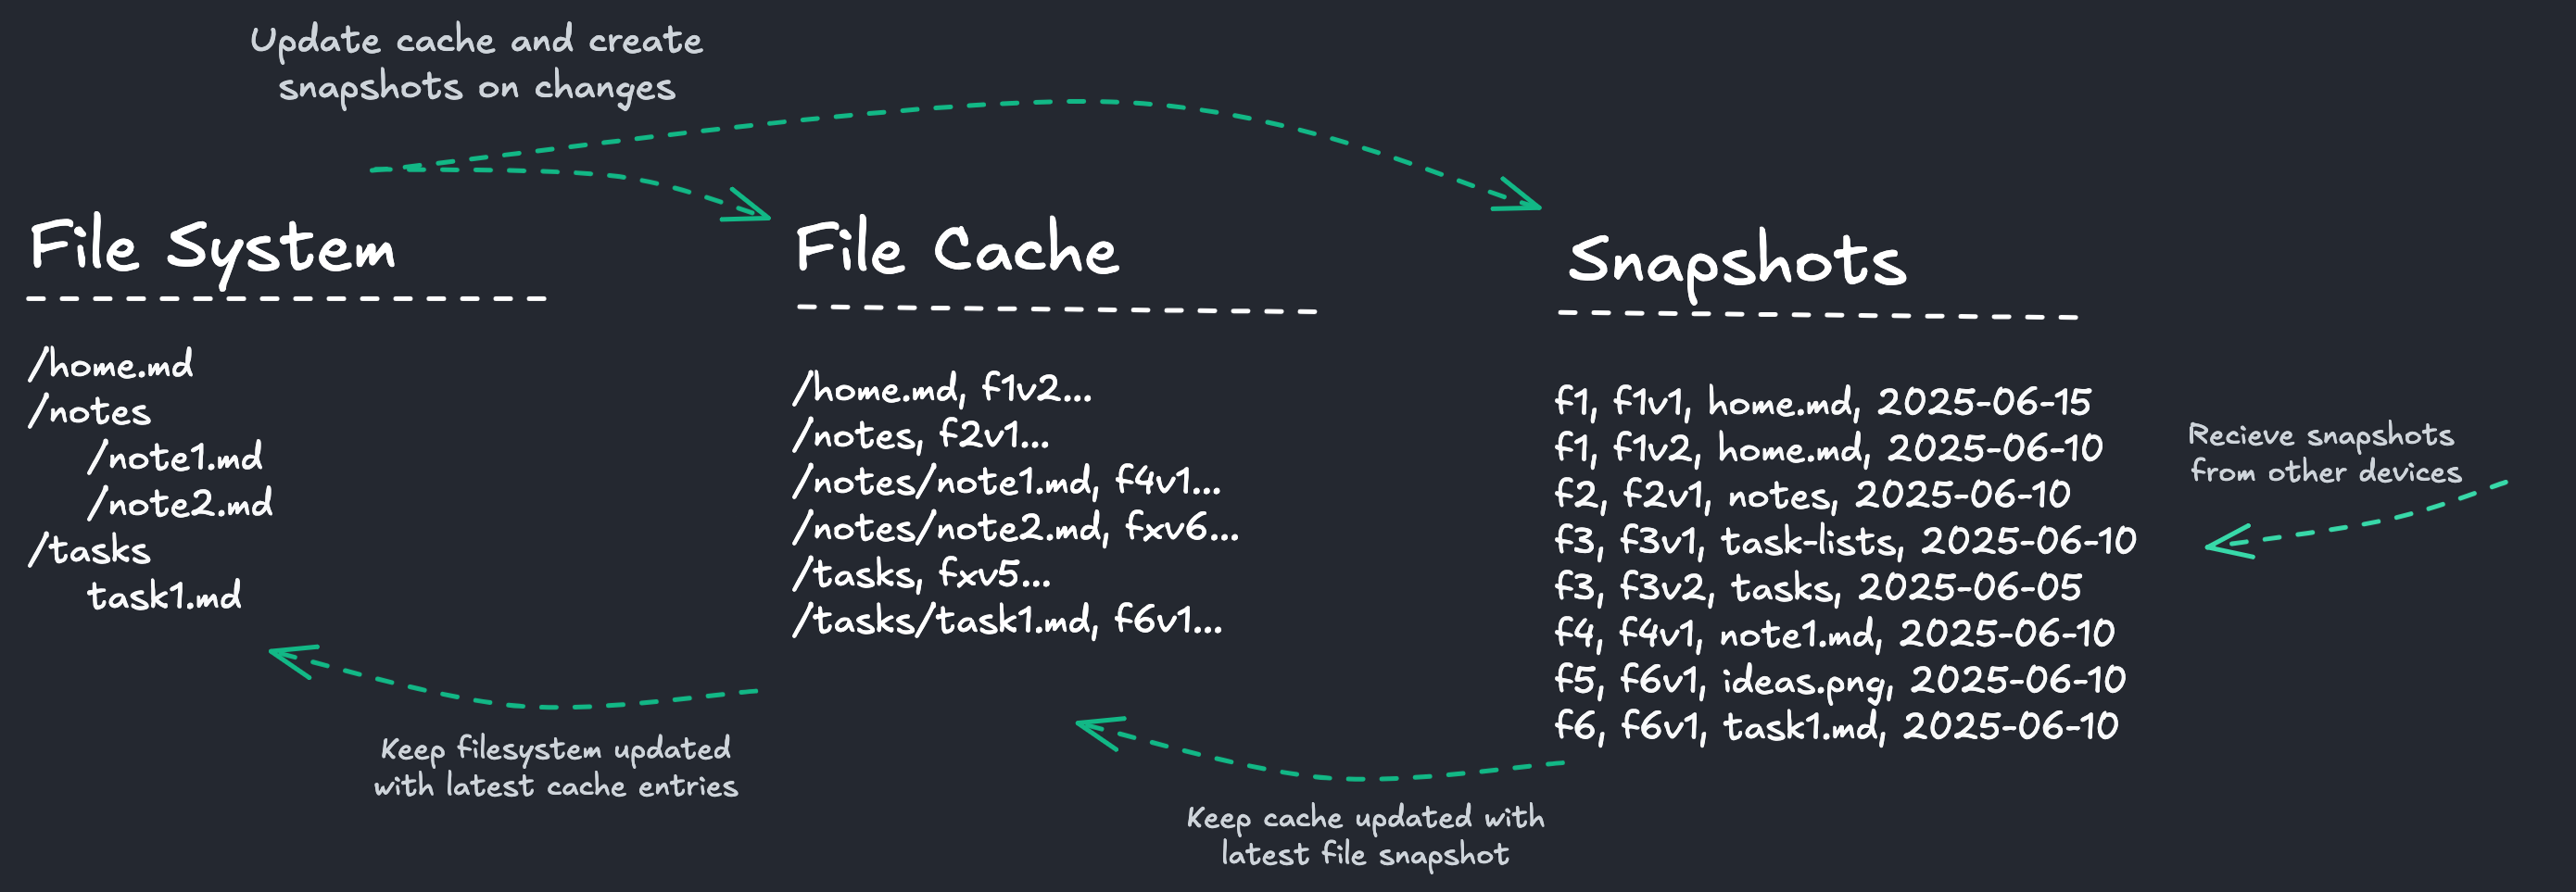 Update cache and create
snapshots on changes
File System
/home.md
/notes
/note1.md
/note2.md
/tasks
task1.md
Keep filesystem updated
with latest cache entries
File Cache
/home.md, f1v2...
/notes, f2v1...
/notes/note1.md, f4v1...
/notes/note2.md, fxv6...
/tasks, fxv5...
/tasks/task1.md, f6v1...
Keep cache updated with
latest file snapshot
Snapshots
f1, f1v1, home.md, 2025-06-15
f1, f1v2, home.md, 2025-06-10
f2, f2v1, notes, 2025-06-10
f3, f3v1, task-lists, 2025-06-10
f3, f3v2, tasks, 2025-06-05
f4, f4v1, note1.md, 2025-06-10
f5, f6v1, ideas.png, 2025-06-10
f6, f6v1, task1.md, 2025-06-10
Recieve snapshots
from other devices